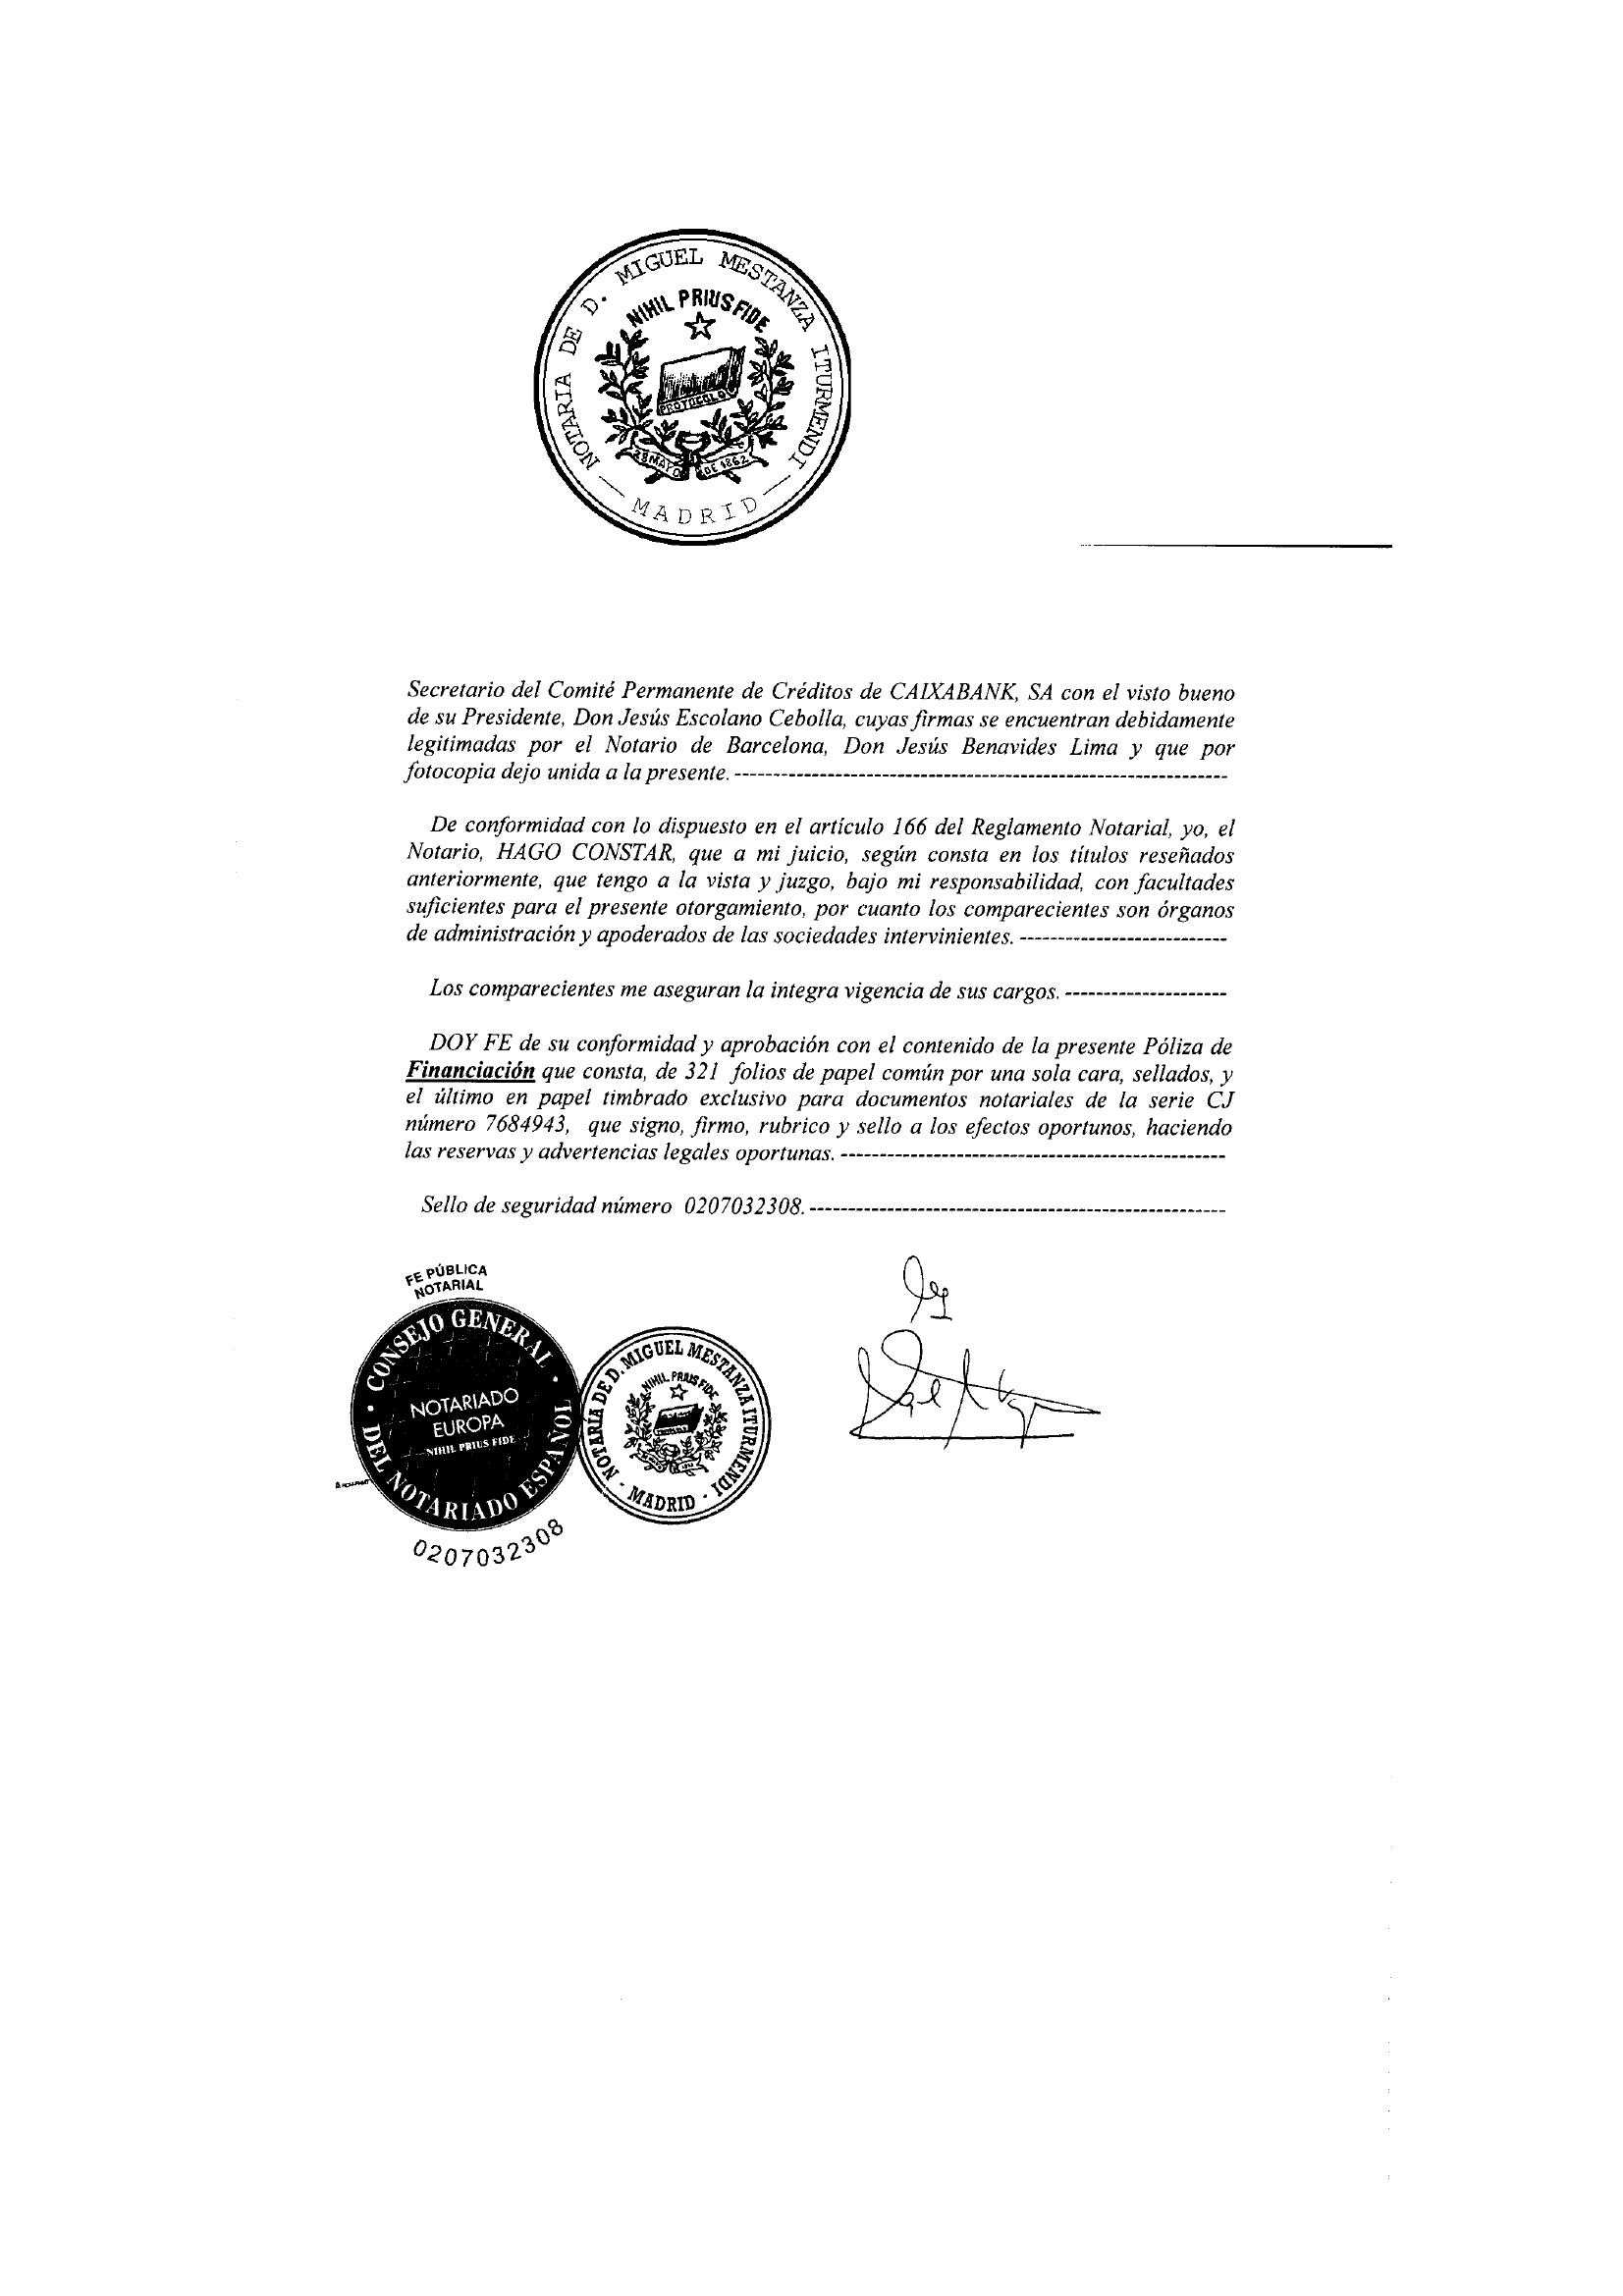 NOTARIA DE D. MIGUEL MESTANZA ITURMENDI
NIHIL PRIUS FIDE
PROTOCOLO
28 MAYO DE 1862
— MADRID —
Secretario del Comité Permanente de Créditos de CAIXABANK, SA con el visto bueno
de su Presidente, Don Jesús Escolano Cebolla, cuyas firmas se encuentran debidamente
legitimadas por el Notario de Barcelona, Don Jesús Benavides Lima y que por
fotocopia dejo unida a la presente. ----------------------------------------------------------------
De conformidad con lo dispuesto en el artículo 166 del Reglamento Notarial, yo, el
Notario, HAGO CONSTAR, que a mi juicio, según consta en los títulos reseñados
anteriormente, que tengo a la vista y juzgo, bajo mi responsabilidad, con facultades
suficientes para el presente otorgamiento, por cuanto los comparecientes son órganos
de administración y apoderados de las sociedades intervinientes. ---------------------------
Los comparecientes me aseguran la integra vigencia de sus cargos. ---------------------
DOY FE de su conformidad y aprobación con el contenido de la presente Póliza de
Financiación que consta, de 321 folios de papel común por una sola cara, sellados, y
el último en papel timbrado exclusivo para documentos notariales de la serie CJ
número 7684943, que signo, firmo, rubrico y sello a los efectos oportunos, haciendo
las reservas y advertencias legales oportunas. --------------------------------------------------
Sello de seguridad número 0207032308. ------------------------------------------------------
FE PÚBLICA
NOTARIAL
CONSEJO GENERAL · DEL NOTARIADO ESPAÑOL ·
NOTARIADO
EUROPA
NIHIL PRIUS FIDE
0207032308
NOTARÍA DE D. MIGUEL MESTANZA ITURMENDI
NIHIL PRIUS FIDE
· MADRID ·